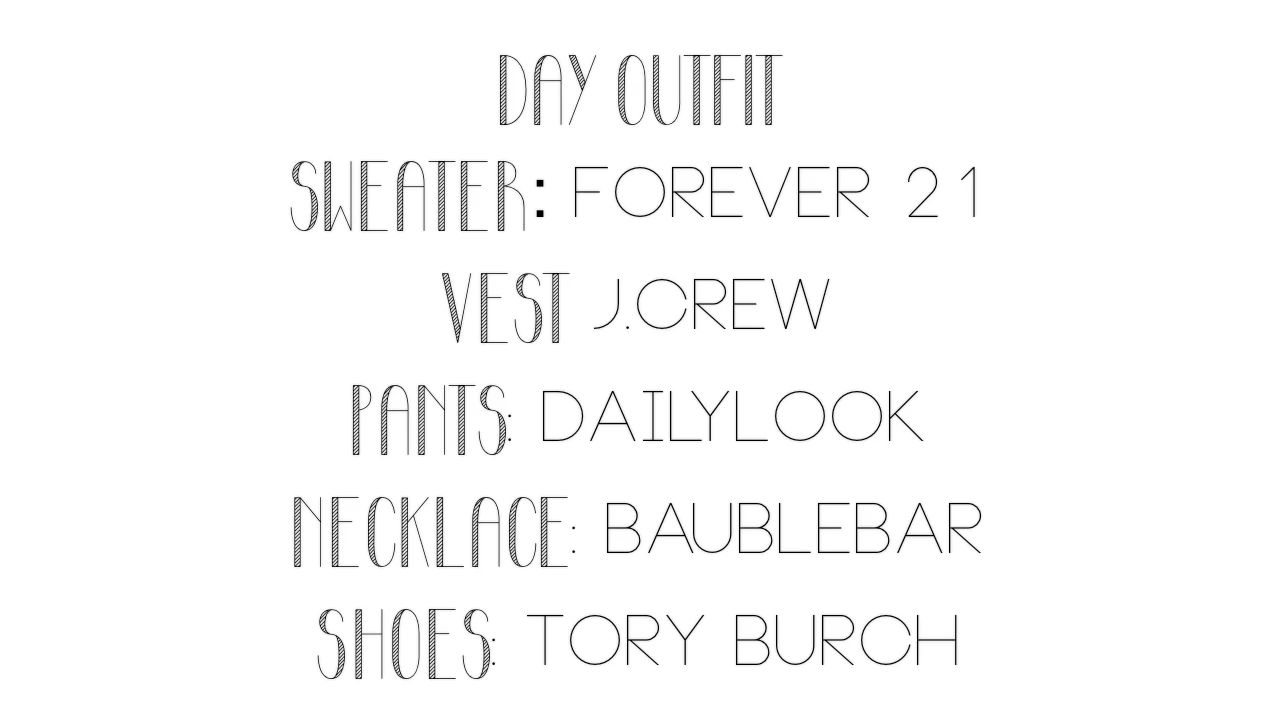 DAY OUTFIT
SWEATER: FOREVER 21
VEST J.CREW
PANTS: DAILYLOOK
NECKLACE: BAUBLEBAR
SHOES: TORY BURCH